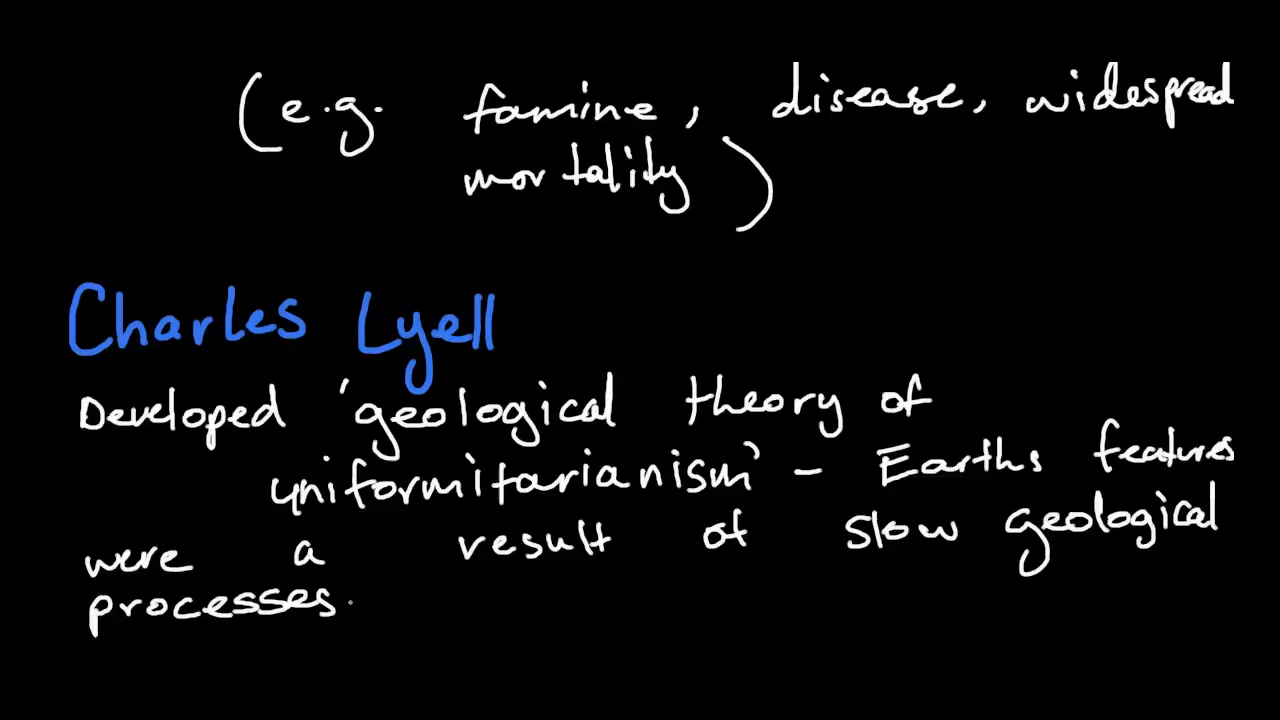 (e.g. famine, disease, widespread
mortality)
Charles Lyell
Developed 'geological theory of
uniformitarianism' – Earths features
were a result of slow geological
processes.